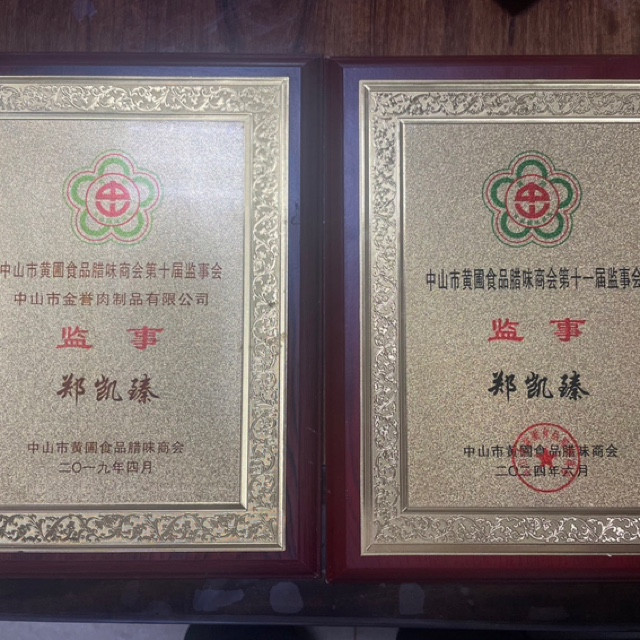 中山市黄圃食品腊味商会第十届监事会
中山市金誉肉制品有限公司
监事
郑凯臻
中山市黄圃食品腊味商会
二〇一九年四月
中山市黄圃食品腊味商会第十一届监事会
监事
郑凯臻
中山市黄圃食品腊味商会
二〇二四年六月